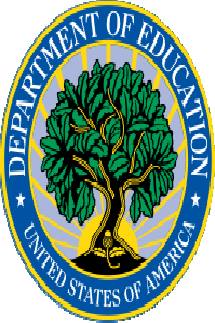 DEPARTMENT OF EDUCATION
UNITED STATES OF AMERICA